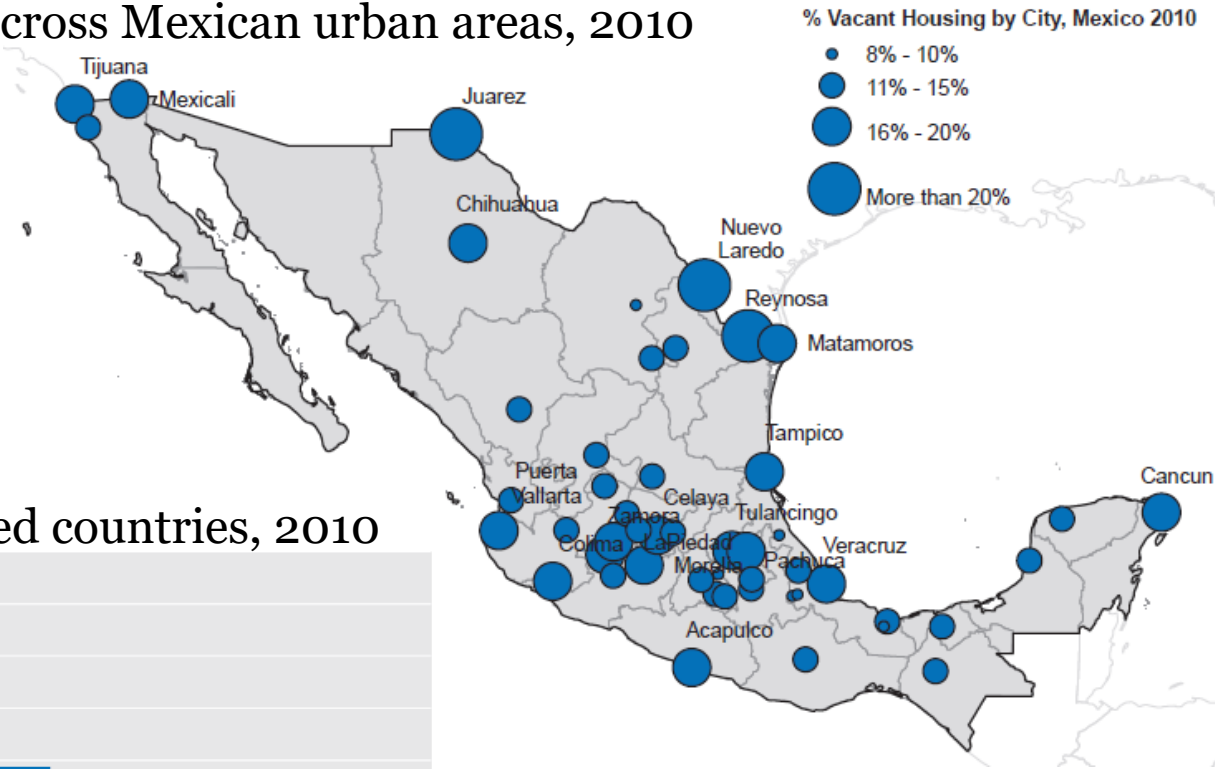 cross Mexican urban areas, 2010
% Vacant Housing by City, Mexico 2010
8% - 10%
11% - 15%
16% - 20%
More than 20%
Tijuana
Mexicali
Juarez
Chihuahua
Nuevo
Laredo
Reynosa
Matamoros
Tampico
Cancun
Puerta
Vallarta
Celaya
Zamora
Tulancingo
Colima
LaPiedad
Veracruz
Pachuca
Morelia
Acapulco
ed countries, 2010